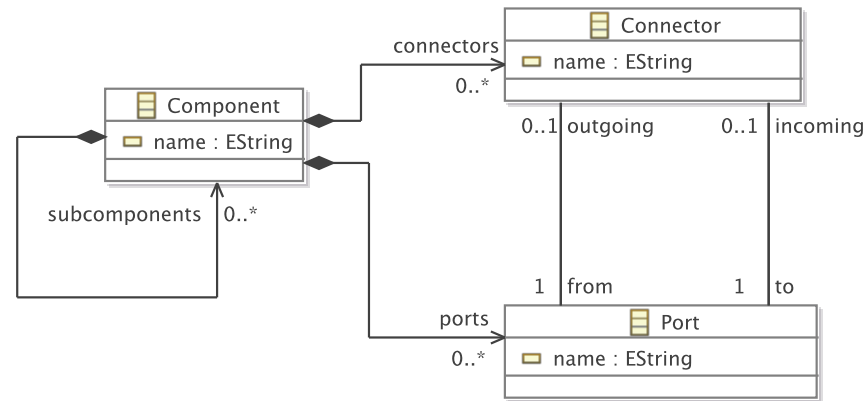 Connector
connectors
name : EString
0..*
Component
name : EString
0..1 outgoing
0..1 incoming
subcomponents 0..*
1 from
1 to
ports
Port
0..*
name : EString